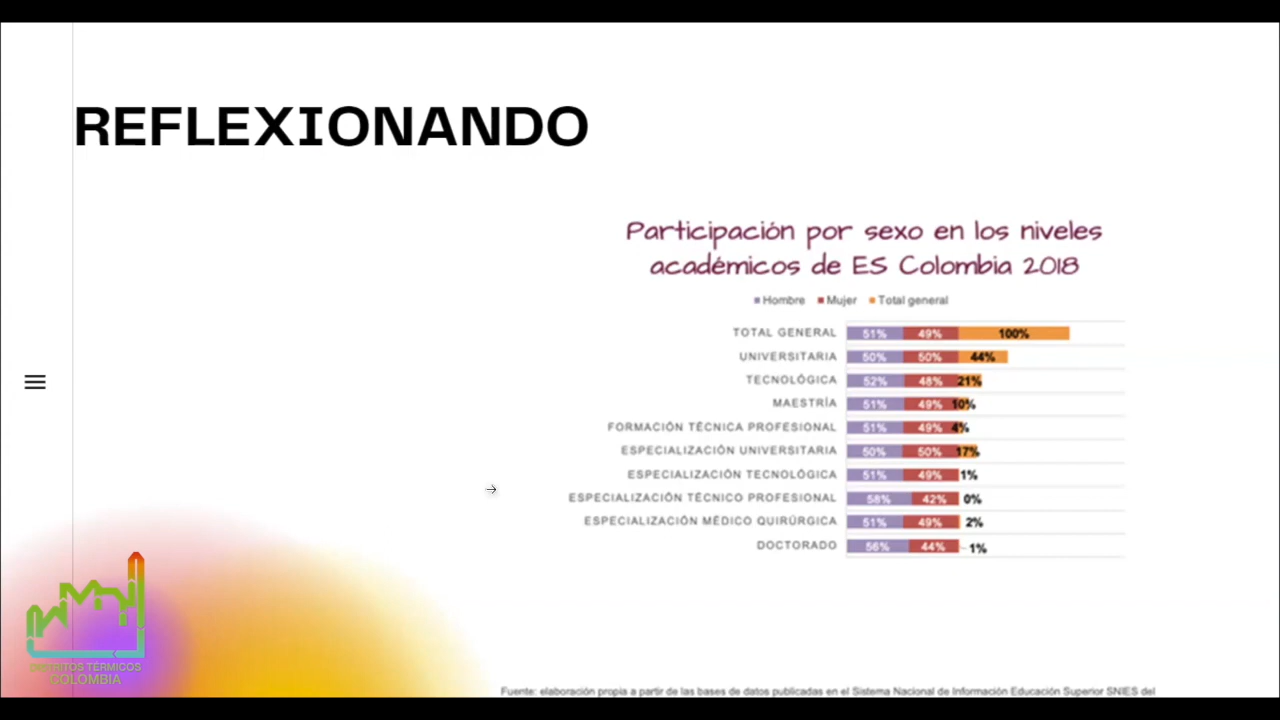 REFLEXIONANDO
Participación por sexo en los niveles
académicos de ES Colombia 2018
Hombre Mujer Total general
TOTAL GENERAL 51% 49% 100%
UNIVERSITARIA 50% 50% 44%
TECNOLÓGICA 52% 48% 21%
MAESTRÍA 51% 49% 10%
FORMACIÓN TÉCNICA PROFESIONAL 51% 49% 4%
ESPECIALIZACIÓN UNIVERSITARIA 50% 50% 17%
ESPECIALIZACIÓN TECNOLÓGICA 51% 49% 1%
ESPECIALIZACIÓN TÉCNICO PROFESIONAL 58% 42% 0%
ESPECIALIZACIÓN MÉDICO QUIRÚRGICA 51% 49% 2%
DOCTORADO 56% 44% 1%
DISTRITOS TÉRMICOS
COLOMBIA
Fuente: elaboración propia a partir de las bases de datos publicadas en el Sistema Nacional de Información Educación Superior SNIES del